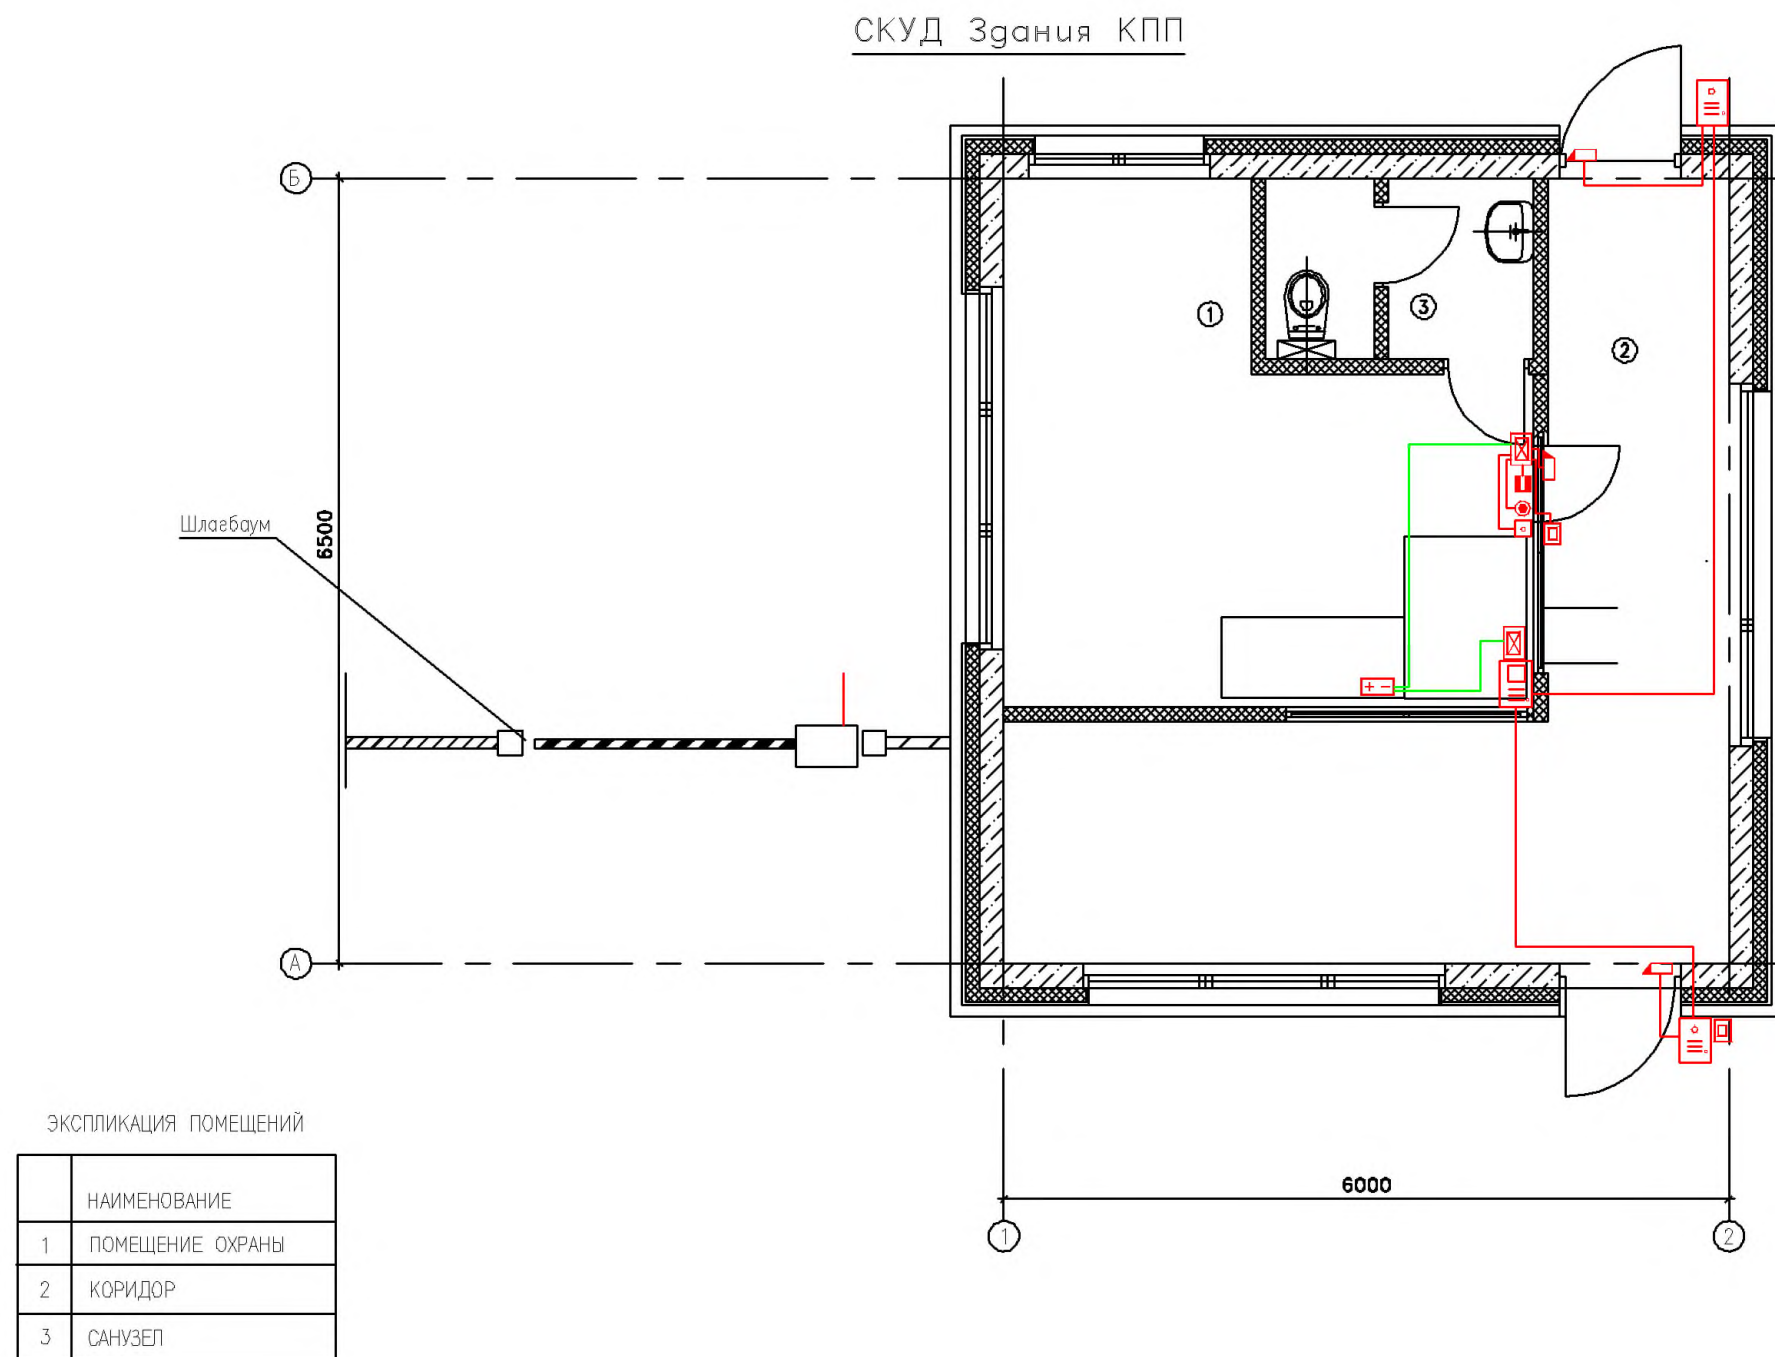 СКУД Здания КПП
Б
1
3
2
Шлагбаум
6500
А
6000
1
2
ЭКСПЛИКАЦИЯ ПОМЕЩЕНИЙ
НАИМЕНОВАНИЕ
1 ПОМЕЩЕНИЕ ОХРАНЫ
2 КОРИДОР
3 САНУЗЕЛ